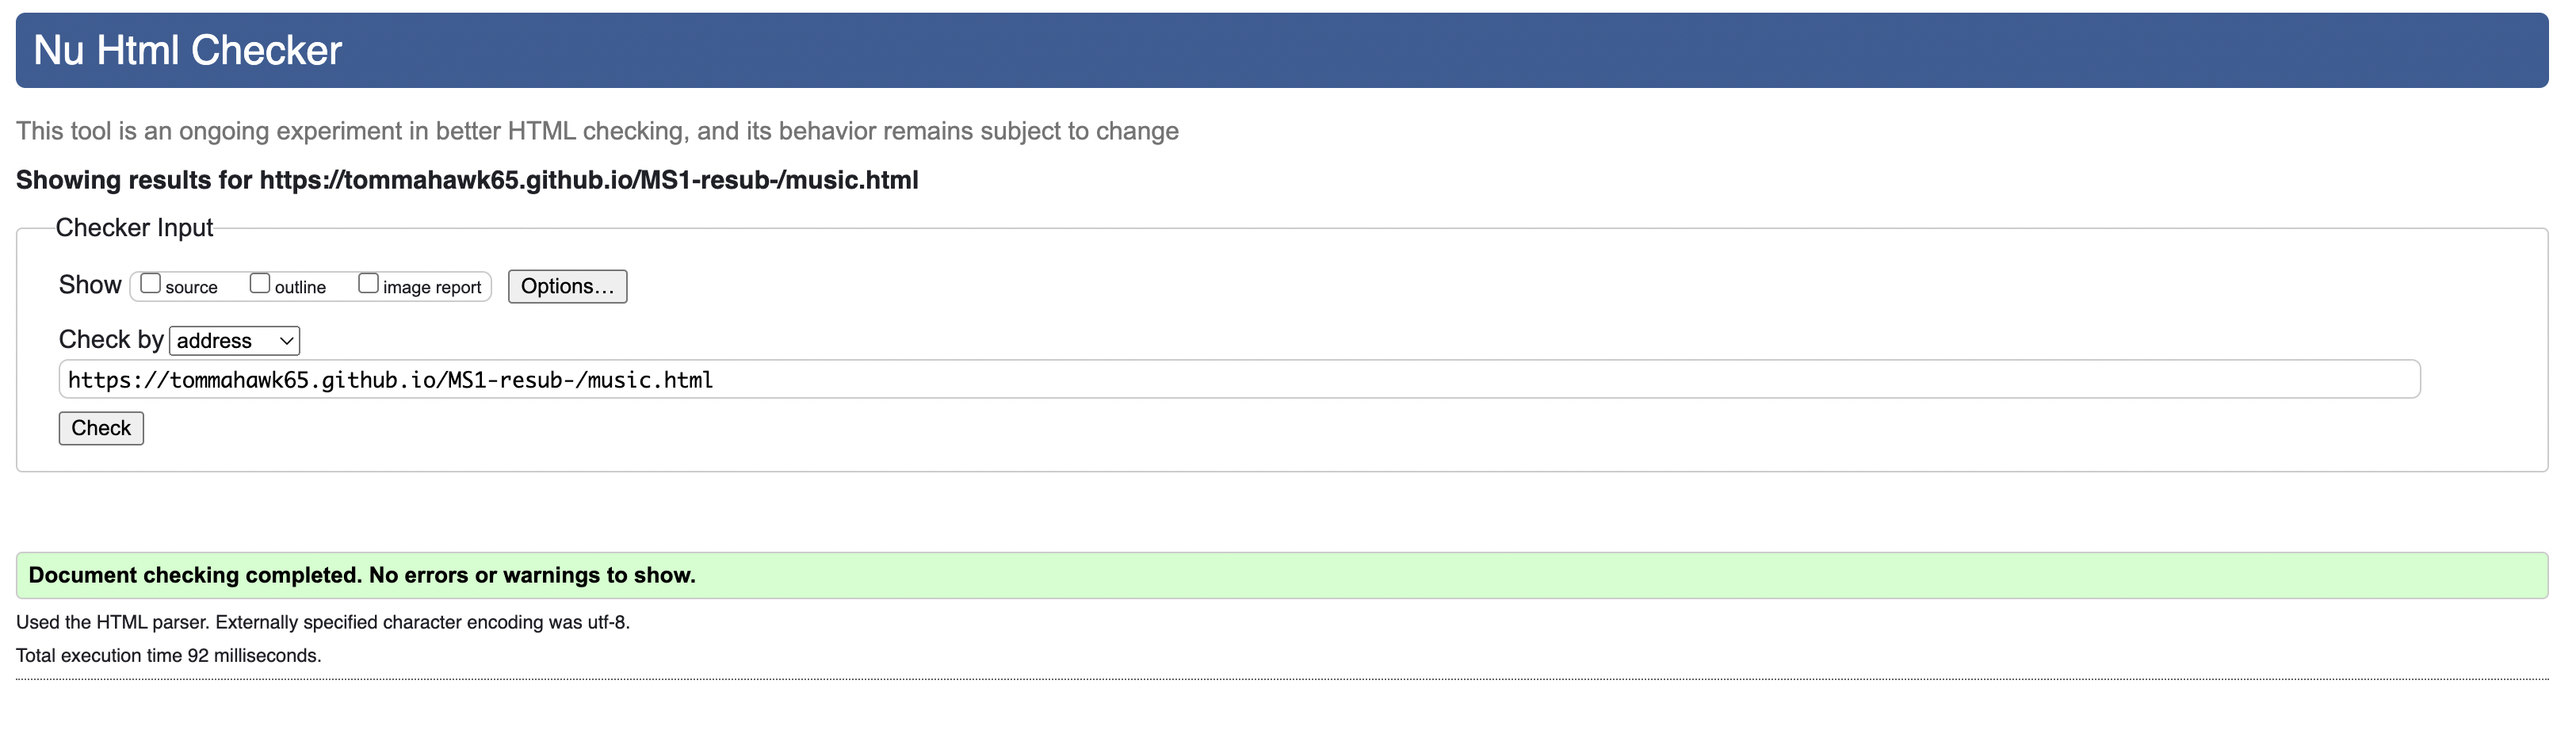 Nu Html Checker
This tool is an ongoing experiment in better HTML checking, and its behavior remains subject to change
Showing results for https://tommahawk65.github.io/MS1-resub-/music.html
Checker Input
Show source outline image report Options...
Check by address
https://tommahawk65.github.io/MS1-resub-/music.html
Check
Document checking completed. No errors or warnings to show.
Used the HTML parser. Externally specified character encoding was utf-8.
Total execution time 92 milliseconds.